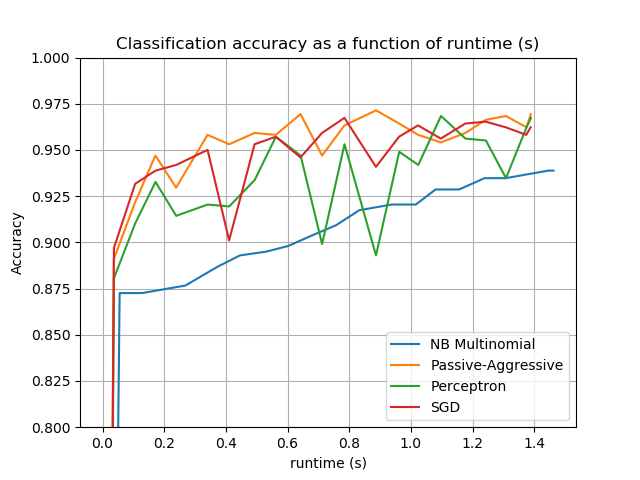 Classification accuracy as a function of runtime (s)
1.000
0.975
0.950
0.925
0.900
0.875
0.850
0.825
0.800
Accuracy
NB Multinomial
Passive-Aggressive
Perceptron
SGD
0.0 0.2 0.4 0.6 0.8 1.0 1.2 1.4
runtime (s)